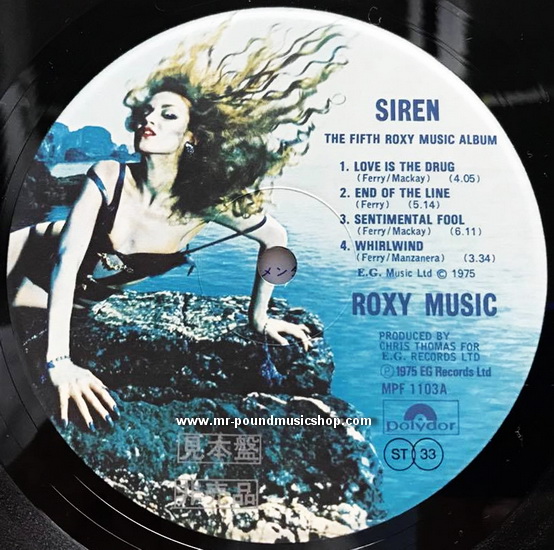 SIREN
THE FIFTH ROXY MUSIC ALBUM
1. LOVE IS THE DRUG
(Ferry/Mackay) (4.05)
2. END OF THE LINE
(Ferry) (5.14)
3. SENTIMENTAL FOOL
(Ferry/Mackay) (6.11)
4. WHIRLWIND
(Ferry/Manzanera) (3.34)
E.G. Music Ltd © 1975
メン
ROXY MUSIC
PRODUCED BY
CHRIS THOMAS FOR
E.G. RECORDS LTD
℗ 1975 EG Records Ltd
MPF 1103A
Polydor
ST 33
www.mr-poundmusicshop.com
見本盤
非売品